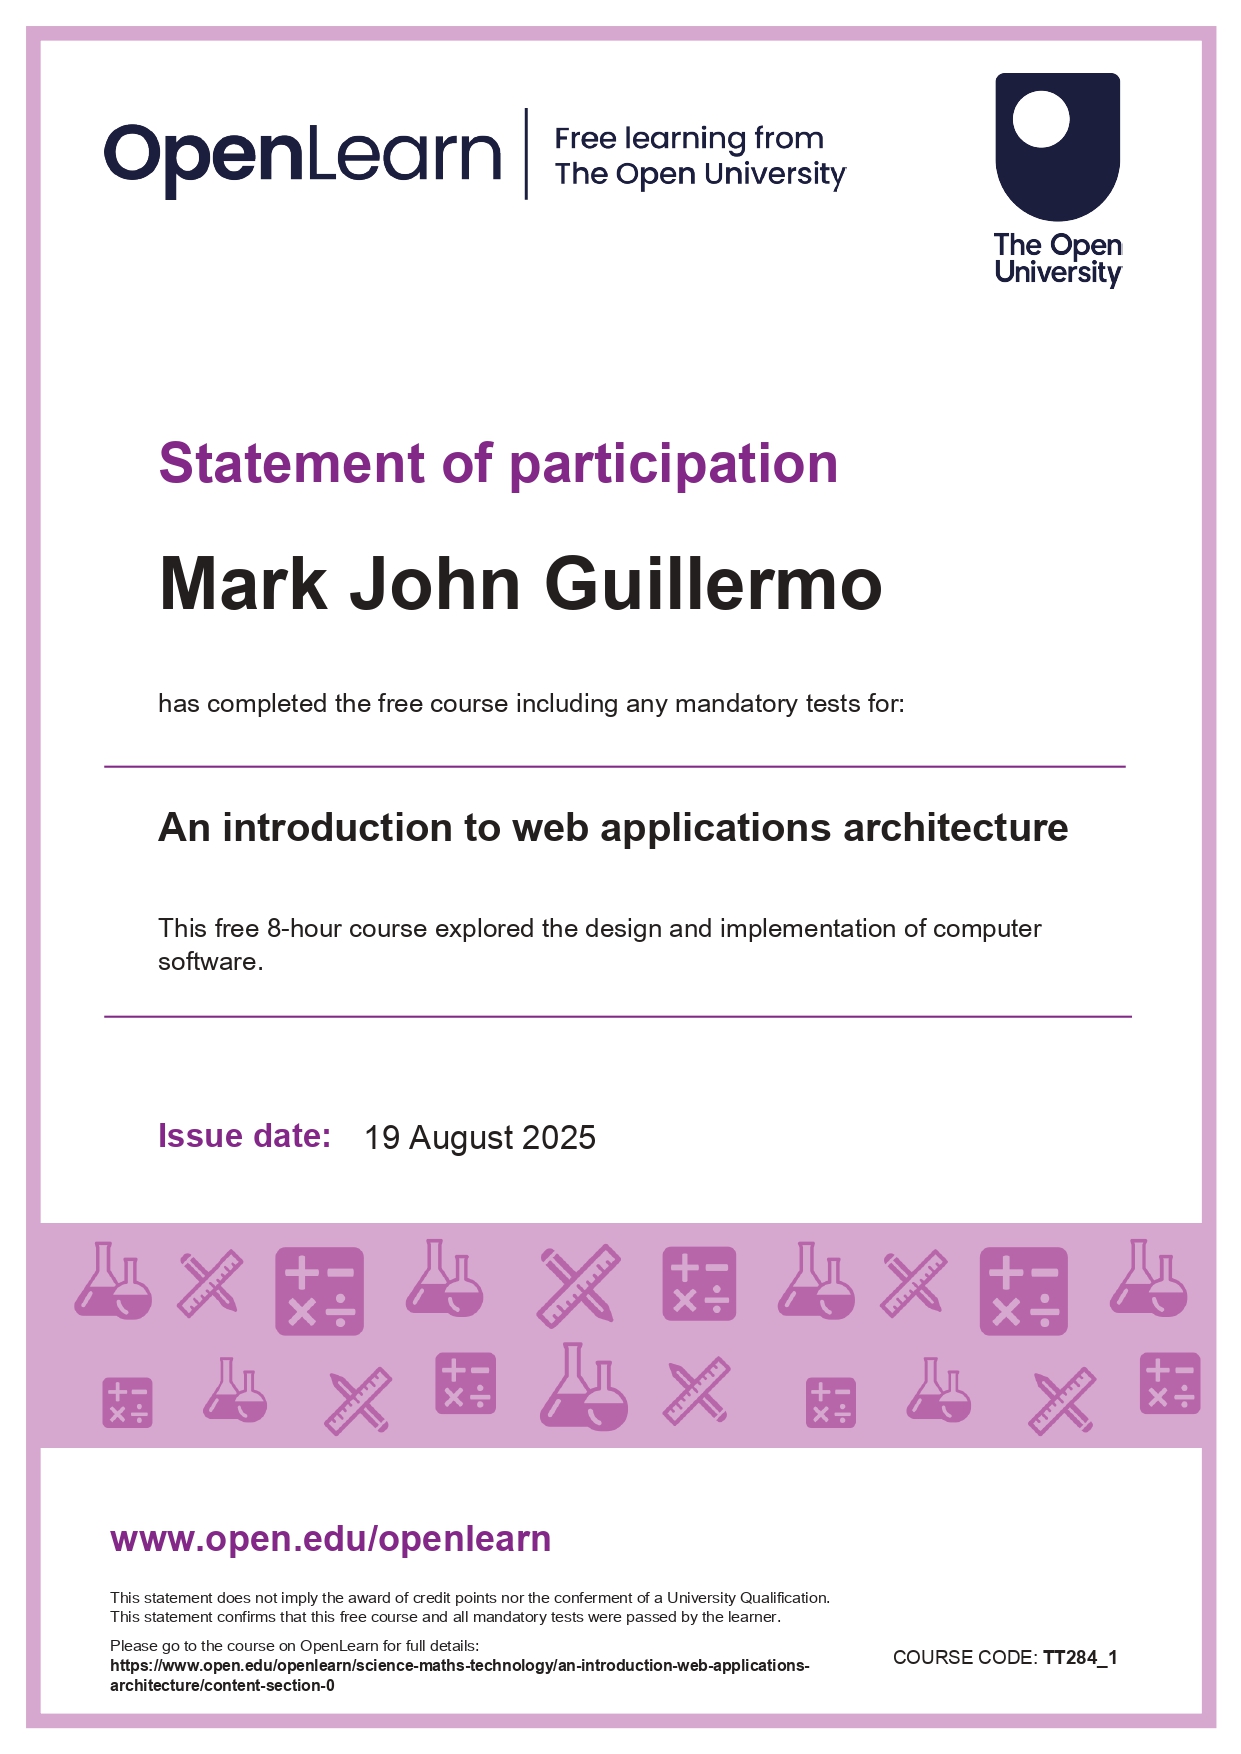 OpenLearn
Free learning from
The Open University
The Open
University
Statement of participation
Mark John Guillermo
has completed the free course including any mandatory tests for:
An introduction to web applications architecture
This free 8-hour course explored the design and implementation of computer
software.
Issue date: 19 August 2025
www.open.edu/openlearn
This statement does not imply the award of credit points nor the conferment of a University Qualification.
This statement confirms that this free course and all mandatory tests were passed by the learner.
Please go to the course on OpenLearn for full details:
https://www.open.edu/openlearn/science-maths-technology/an-introduction-web-applications-
architecture/content-section-0
COURSE CODE: TT284_1